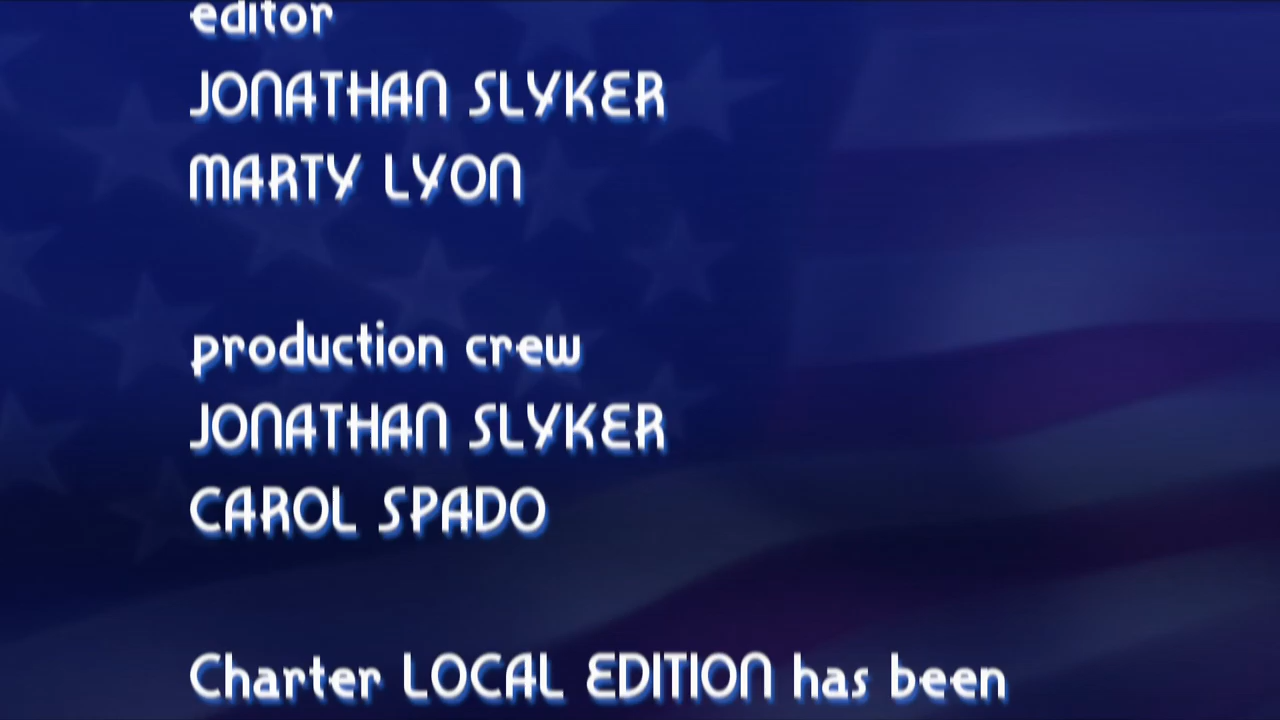 editor
JONATHAN SLYKER
MARTY LYON
production crew
JONATHAN SLYKER
CAROL SPADO
Charter LOCAL EDITION has been